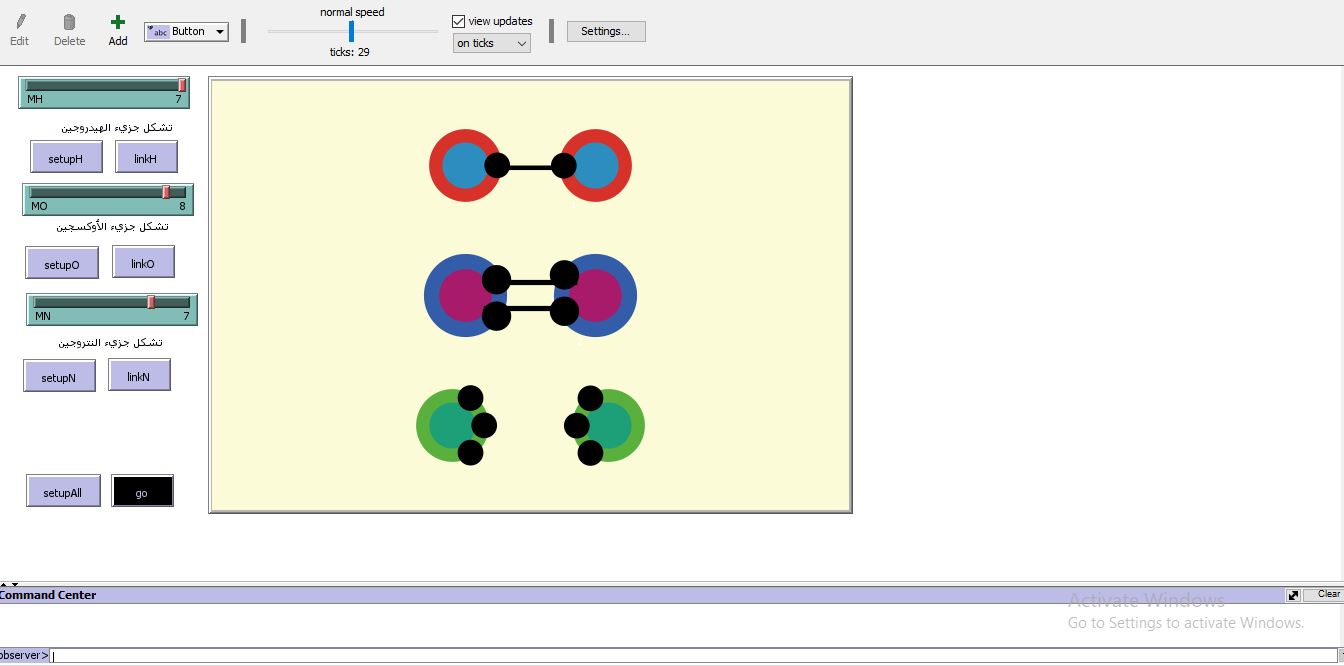 normal speed
view updates
Edit
Delete
Add
abc Button
on ticks
Settings...
ticks: 29
MH 7
تشكل جزيء الهيدروجين
setupH
linkH
MO 8
تشكل جزيء الأوكسجين
setupO
linkO
MN 7
تشكل جزيء النتروجين
setupN
linkN
setupAll
go
Command Center
Clear
Activate Windows
Go to Settings to activate Windows.
observer>